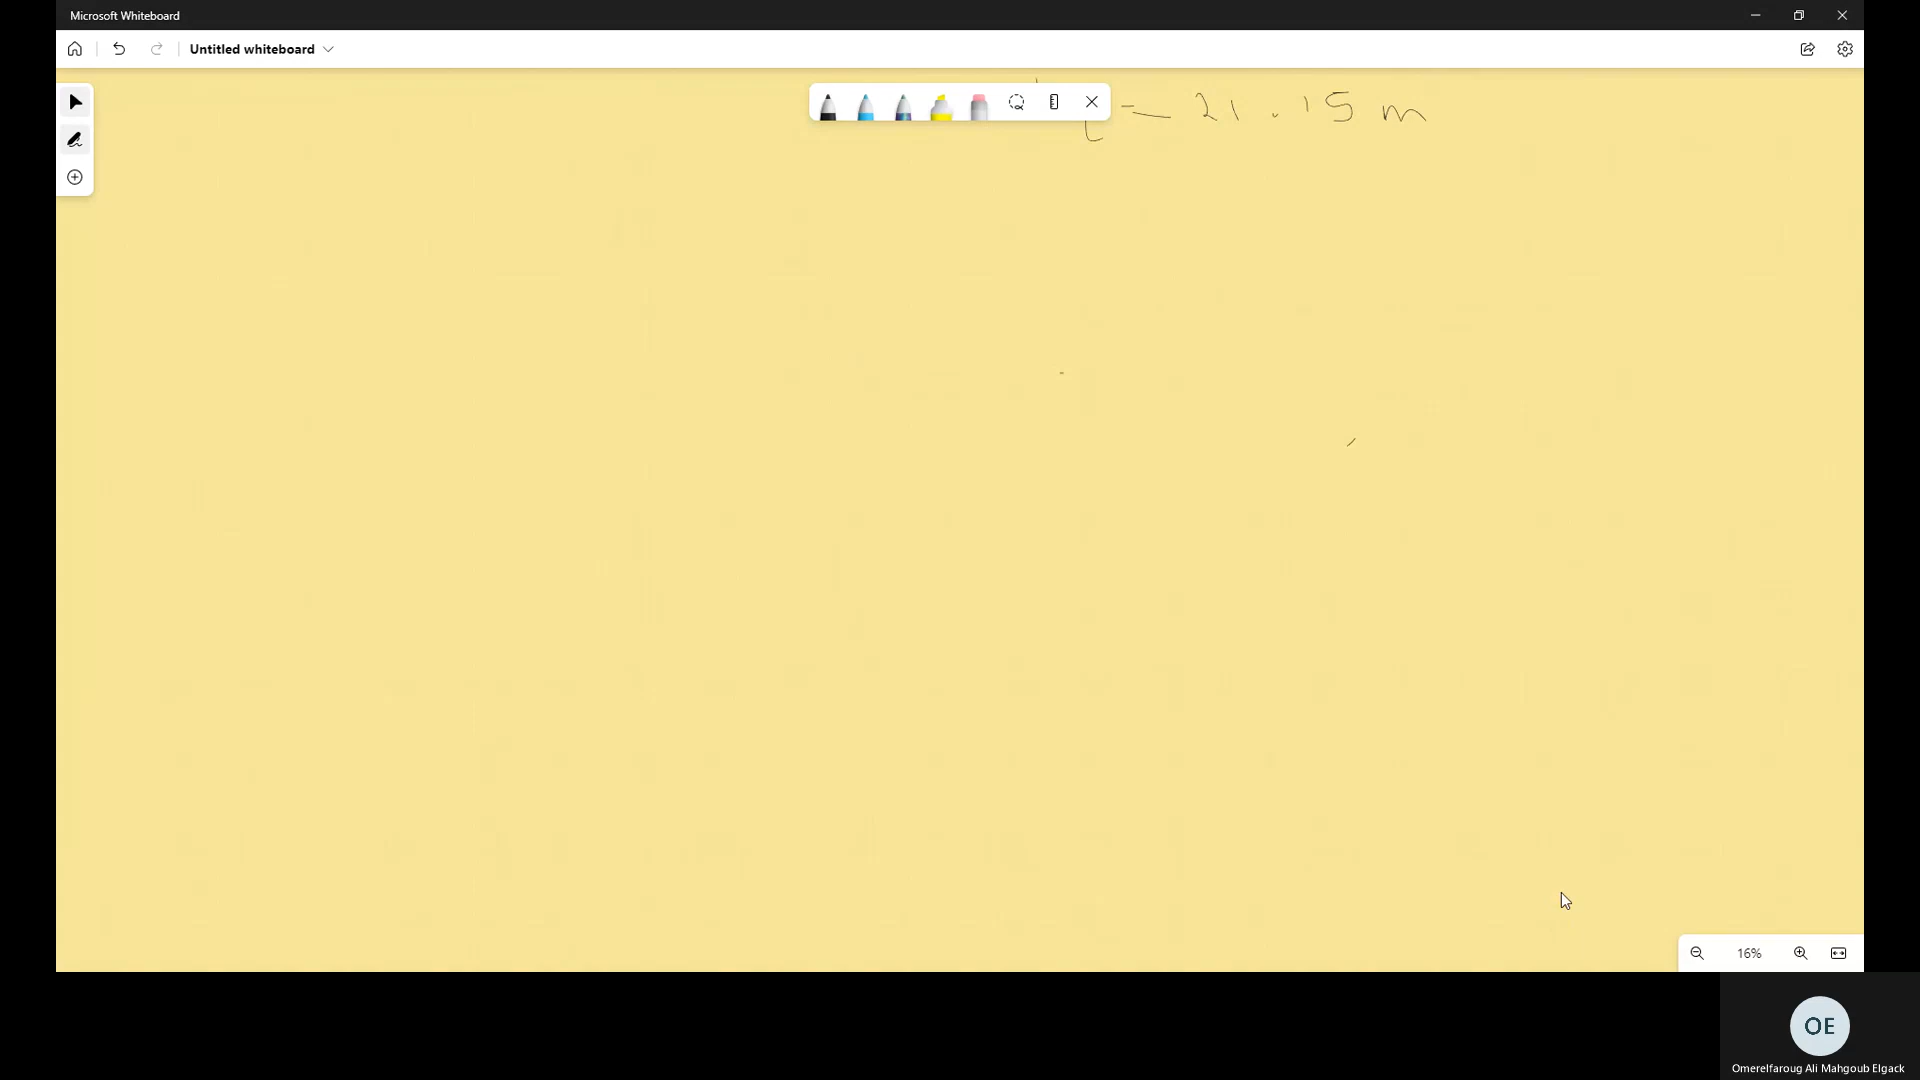 Microsoft Whiteboard
Untitled whiteboard
= 21.15 m
16%
OE
Omerelfaroug Ali Mahgoub Elgack